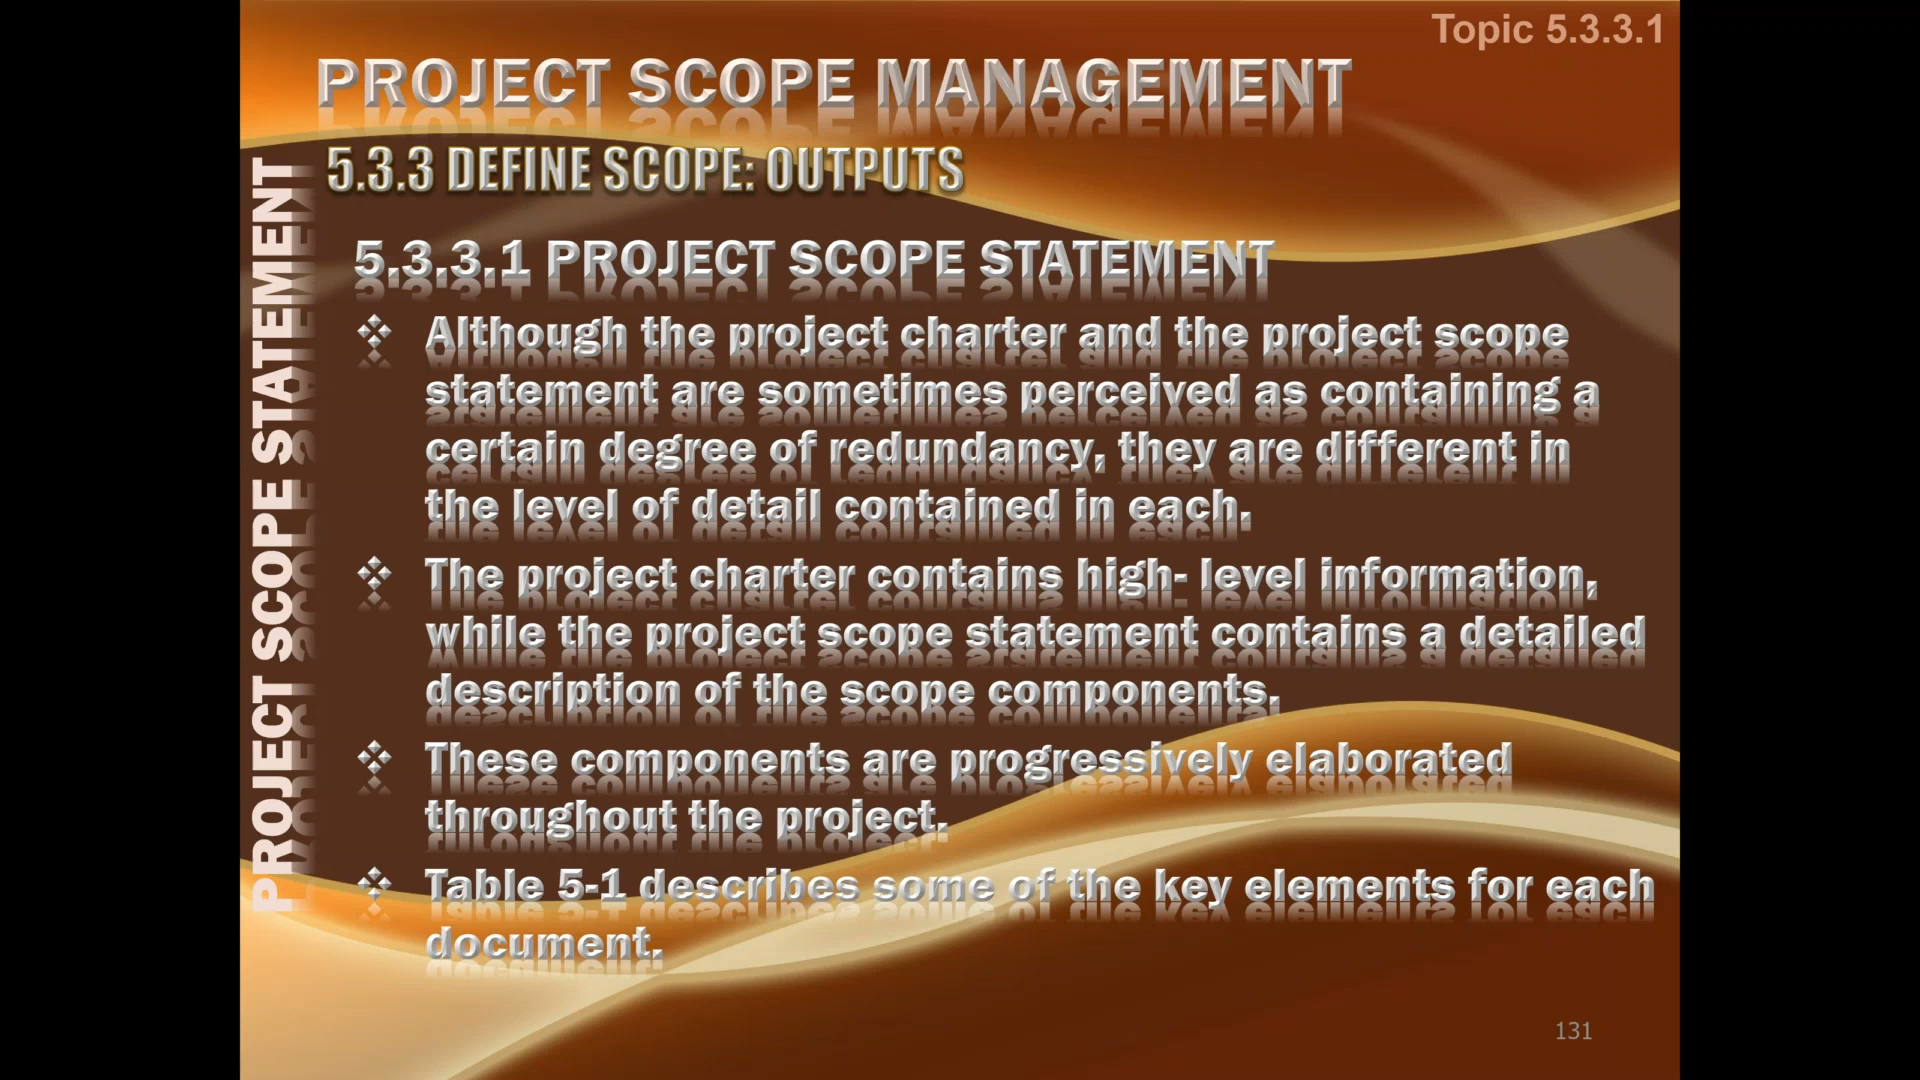 Topic 5.3.3.1
PROJECT SCOPE MANAGEMENT
5.3.3 DEFINE SCOPE: OUTPUTS
PROJECT SCOPE STATEMENT
5.3.3.1 PROJECT SCOPE STATEMENT
❖ Although the project charter and the project scope
statement are sometimes perceived as containing a
certain degree of redundancy, they are different in
the level of detail contained in each.
❖ The project charter contains high- level information,
while the project scope statement contains a detailed
description of the scope components.
❖ These components are progressively elaborated
throughout the project.
❖ Table 5-1 describes some of the key elements for each
document.
131